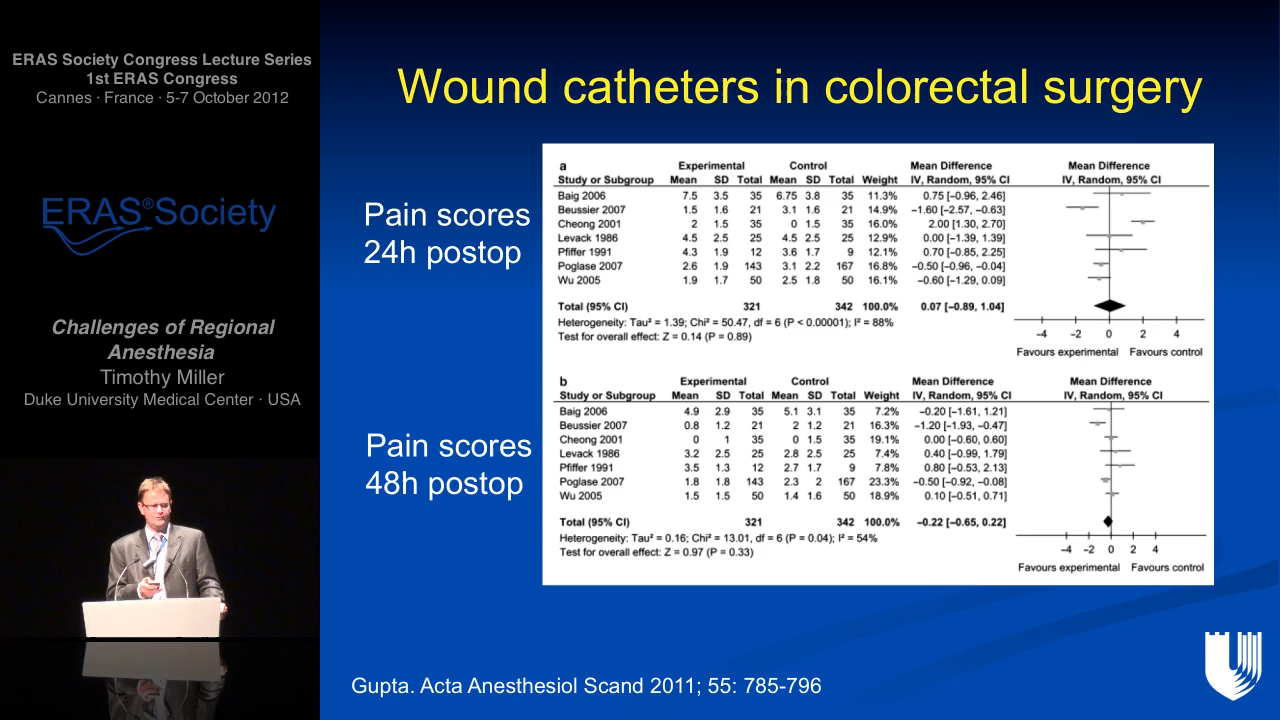 ERAS Society Congress Lecture Series
1st ERAS Congress
Cannes · France · 5-7 October 2012
ERAS®Society
Challenges of Regional
Anesthesia
Timothy Miller
Duke University Medical Center · USA
Wound catheters in colorectal surgery
Pain scores
24h postop
a Experimental Control Mean Difference Mean Difference
Study or Subgroup Mean SD Total Mean SD Total Weight IV, Random, 95% CI IV, Random, 95% CI
Baig 2006 7.5 3.5 35 6.75 3.8 35 11.3% 0.75 [−0.96, 2.46]
Beussier 2007 1.5 1.6 21 3.1 1.6 21 14.9% −1.60 [−2.57, −0.63]
Cheong 2001 2 1.5 35 0 1.5 35 16.0% 2.00 [1.30, 2.70]
Levack 1986 4.5 2.5 25 4.5 2.5 25 12.9% 0.00 [−1.39, 1.39]
Pfiffer 1991 4.3 1.9 12 3.6 1.7 9 12.1% 0.70 [−0.85, 2.25]
Poglase 2007 2.6 1.9 143 3.1 2.2 167 16.8% −0.50 [−0.96, −0.04]
Wu 2005 1.9 1.7 50 2.5 1.8 50 16.1% −0.60 [−1.29, 0.09]
Total (95% CI) 321 342 100.0% 0.07 [−0.89, 1.04]
Heterogeneity: Tau² = 1.39; Chi² = 50.47, df = 6 (P < 0.00001); I² = 88%
Test for overall effect: Z = 0.14 (P = 0.89)
−4 −2 0 2 4
Favours experimental Favours control
Pain scores
48h postop
b Experimental Control Mean Difference Mean Difference
Study or Subgroup Mean SD Total Mean SD Total Weight IV, Random, 95% CI IV, Random, 95% CI
Baig 2006 4.9 2.9 35 5.1 3.1 35 7.2% −0.20 [−1.61, 1.21]
Beussier 2007 0.8 1.2 21 2 1.2 21 16.3% −1.20 [−1.93, −0.47]
Cheong 2001 0 1 35 0 1.5 35 19.1% 0.00 [−0.60, 0.60]
Levack 1986 3.2 2.5 25 2.8 2.5 25 7.4% 0.40 [−0.99, 1.79]
Pfiffer 1991 3.5 1.3 12 2.7 1.7 9 7.8% 0.80 [−0.53, 2.13]
Poglase 2007 1.8 1.8 143 2.3 2 167 23.3% −0.50 [−0.92, −0.08]
Wu 2005 1.5 1.5 50 1.4 1.6 50 18.9% 0.10 [−0.51, 0.71]
Total (95% CI) 321 342 100.0% −0.22 [−0.65, 0.22]
Heterogeneity: Tau² = 0.16; Chi² = 13.01, df = 6 (P = 0.04); I² = 54%
Test for overall effect: Z = 0.97 (P = 0.33)
−4 −2 0 2 4
Favours experimental Favours control
Gupta. Acta Anesthesiol Scand 2011; 55: 785-796